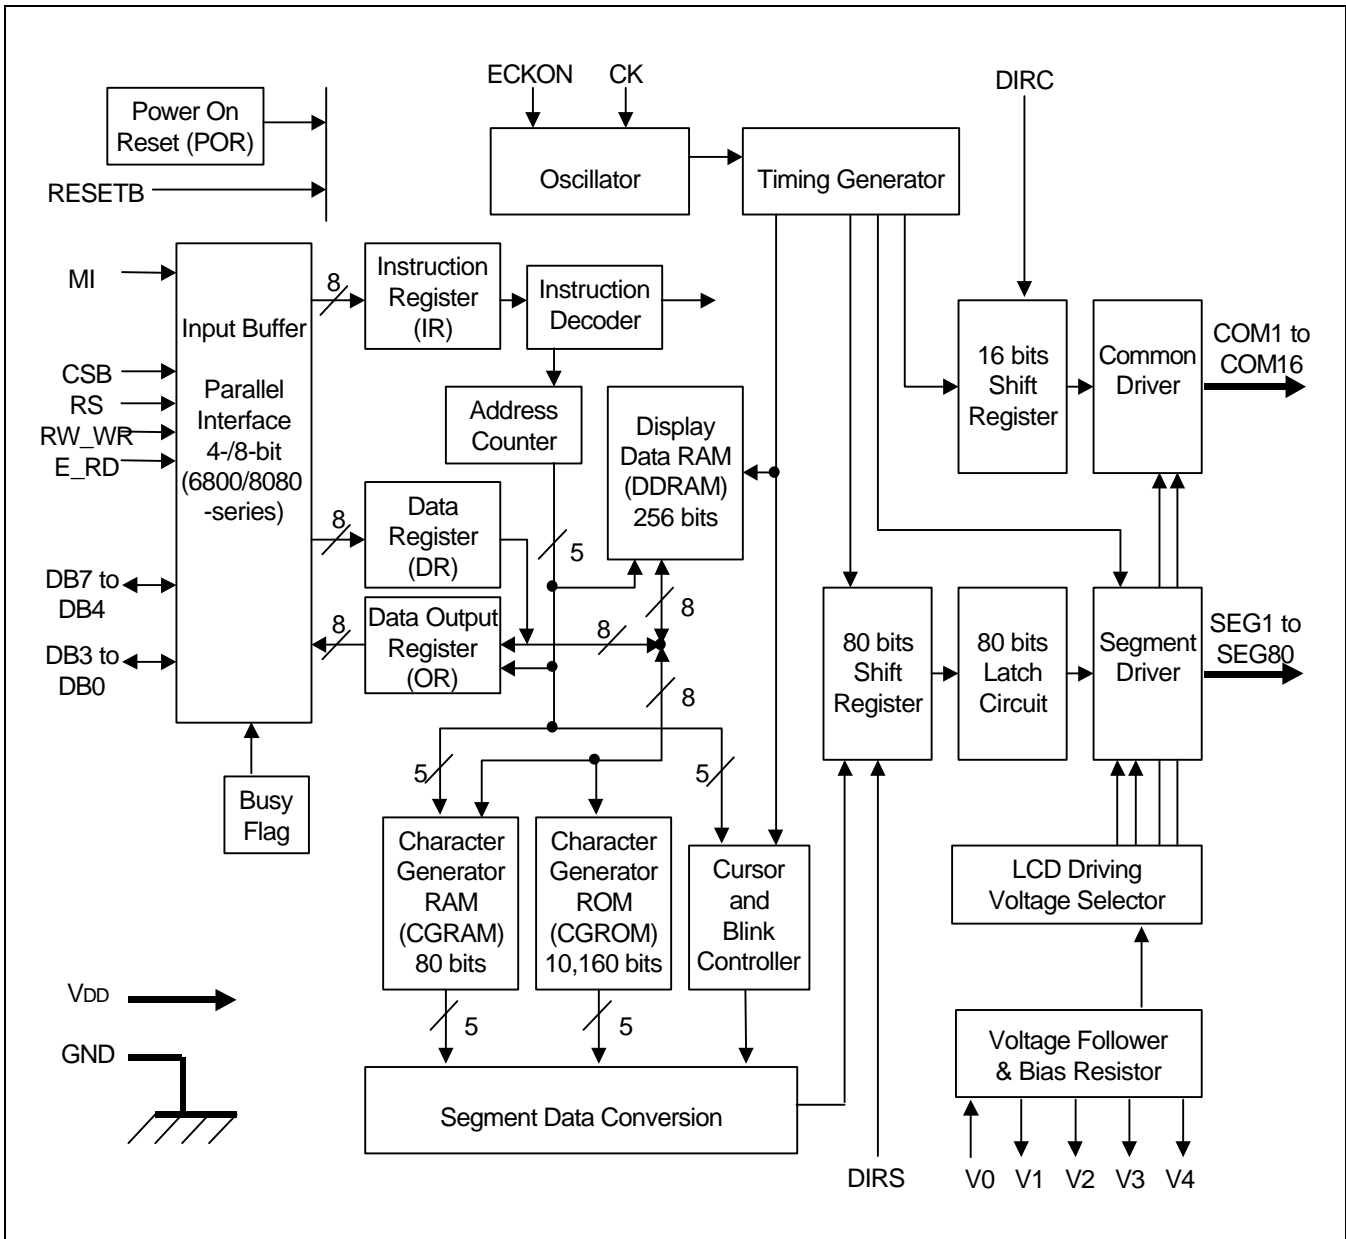 ECKON
CK
DIRC
Power On
Reset (POR)
Oscillator
Timing Generator
RESETB
MI
CSB
RS
RW_WR
E_RD
DB7 to
DB4
DB3 to
DB0
Input Buffer
Parallel
Interface
4-/8-bit
(6800/8080
-series)
8
Instruction
Register
(IR)
Instruction
Decoder
Address
Counter
8
Data
Register
(DR)
5
8
Data Output
Register
(OR)
8
Display
Data RAM
(DDRAM)
256 bits
8
8
16 bits
Shift
Register
Common
Driver
COM1 to
COM16
80 bits
Shift
Register
80 bits
Latch
Circuit
Segment
Driver
SEG1 to
SEG80
Busy
Flag
5
5
Character
Generator
RAM
(CGRAM)
80 bits
Character
Generator
ROM
(CGROM)
10,160 bits
Cursor
and
Blink
Controller
LCD Driving
Voltage Selector
5
5
VDD
GND
Segment Data Conversion
Voltage Follower
& Bias Resistor
DIRS
V0
V1
V2
V3
V4